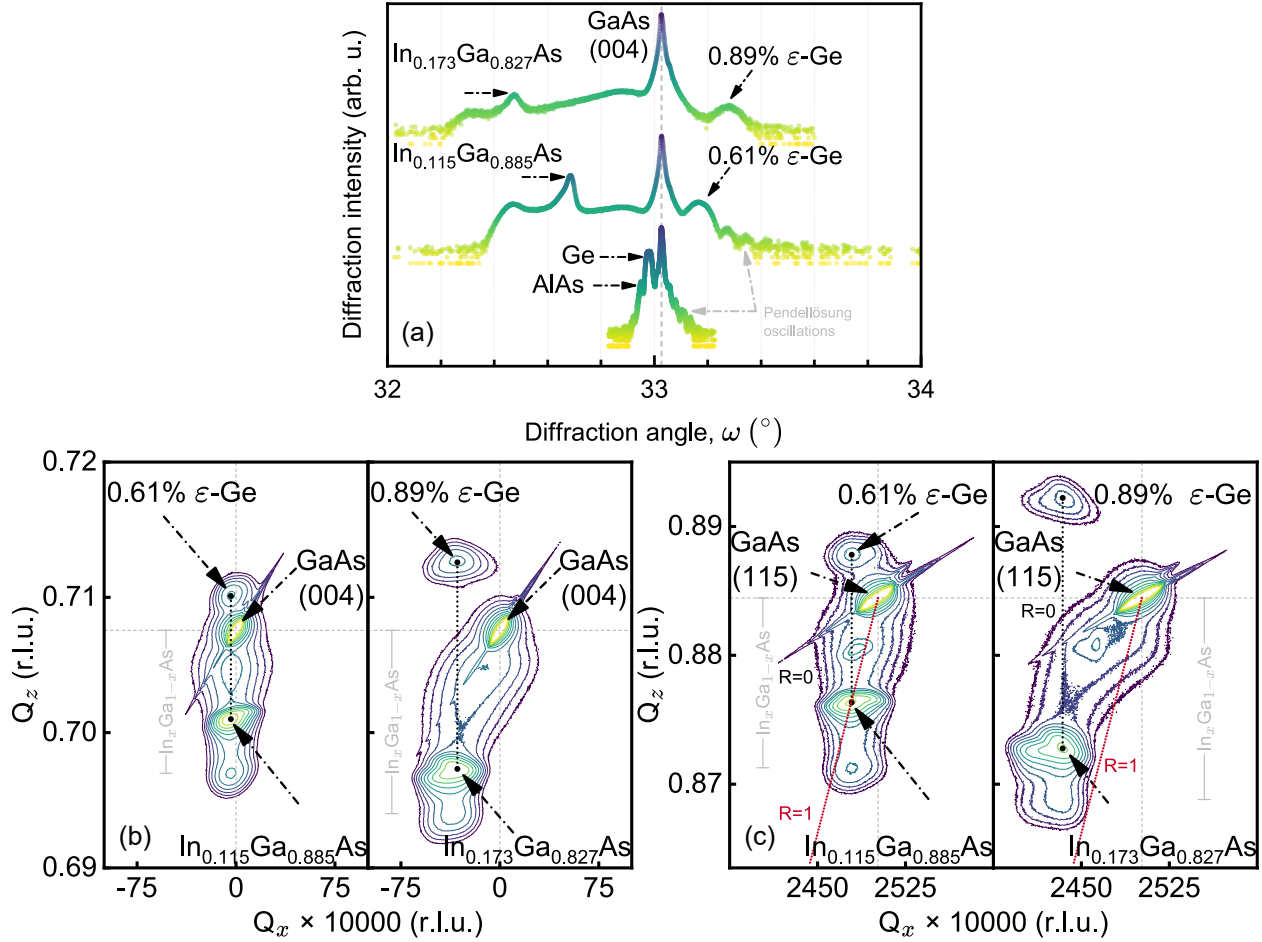 Diffraction intensity (arb. u.)
GaAs
(004)
In0.173Ga0.827As
0.89% ε-Ge
In0.115Ga0.885As
0.61% ε-Ge
Ge
AlAs
Pendellösung
oscillations
(a)
32
33
34
Diffraction angle, ω (°)
Qz (r.l.u.)
0.72
0.71
0.70
0.69
0.61% ε-Ge
GaAs
(004)
InxGa1−xAs
(b)
In0.115Ga0.885As
-75
0
75
0.89% ε-Ge
GaAs
(004)
InxGa1−xAs
In0.173Ga0.827As
-75
0
75
Qx × 10000 (r.l.u.)
Qz (r.l.u.)
0.89
0.88
0.87
0.61% ε-Ge
GaAs
(115)
R=0
InxGa1−xAs
R=1
(c)
In0.115Ga0.885As
2450
2525
0.89% ε-Ge
GaAs
(115)
R=0
InxGa1−xAs
R=1
In0.173Ga0.827As
2450
2525
Qx × 10000 (r.l.u.)